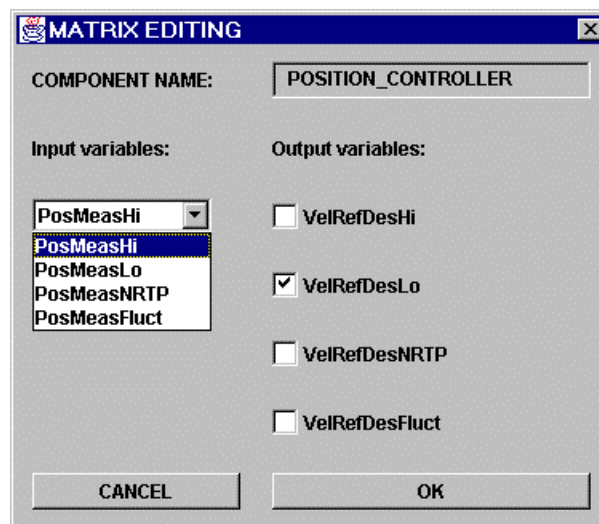 MATRIX EDITING
COMPONENT NAME: POSITION_CONTROLLER
Input variables: Output variables:
PosMeasHi
VelRefDesHi
PosMeasHi
PosMeasLo
PosMeasNRTP
PosMeasFluct
VelRefDesLo
VelRefDesNRTP
VelRefDesFluct
CANCEL OK